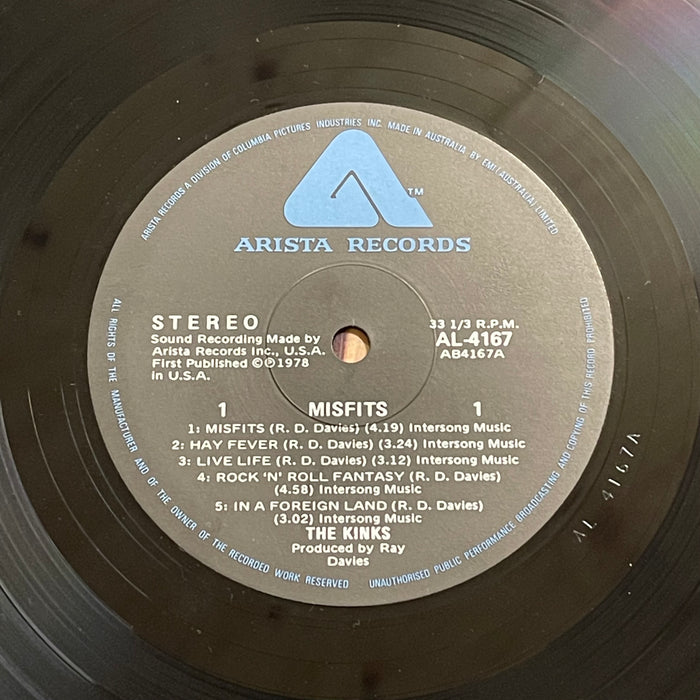 ARISTA RECORDS A DIVISION OF COLUMBIA PICTURES INDUSTRIES INC. MADE IN AUSTRALIA BY EMI (AUSTRALIA) LIMITED
TM
ARISTA RECORDS
STEREO
Sound Recording Made by
Arista Records Inc., U.S.A.
First Published ©℗1978
in U.S.A.
33 1/3 R.P.M.
AL-4167
AB4167A
1 MISFITS 1
1: MISFITS (R. D. Davies) (4.19) Intersong Music
2: HAY FEVER (R. D. Davies) (3.24) Intersong Music
3: LIVE LIFE (R. D. Davies) (3.12) Intersong Music
4: ROCK 'N' ROLL FANTASY (R. D. Davies)
(4.58) Intersong Music
5: IN A FOREIGN LAND (R. D. Davies)
(3.02) Intersong Music
THE KINKS
Produced by Ray
Davies
ALL RIGHTS OF THE MANUFACTURER AND OF THE OWNER OF THE RECORDED WORK RESERVED
UNAUTHORISED PUBLIC PERFORMANCE BROADCASTING AND COPYING OF THIS RECORD PROHIBITED
AL 4167A